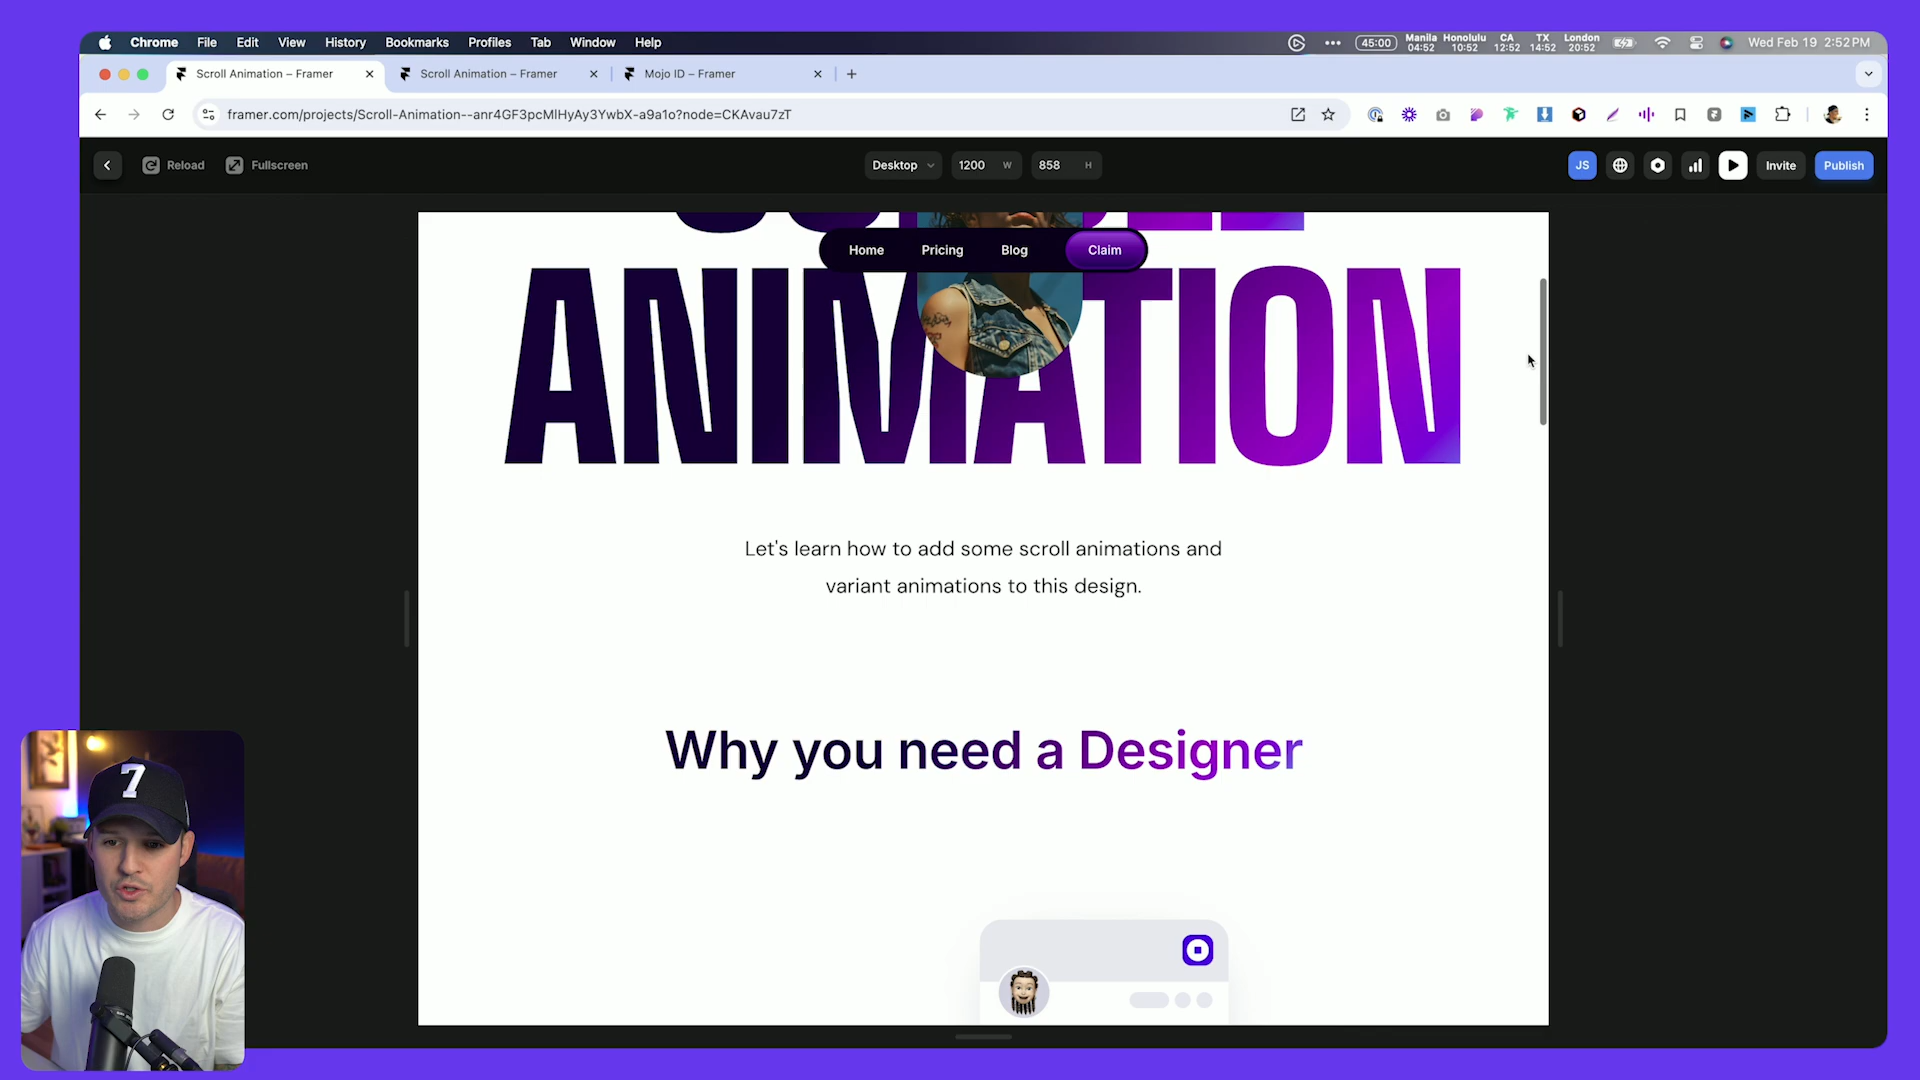 Chrome File Edit View History Bookmarks Profiles Tab Window Help
45:00 Manila 04:52 Honolulu 10:52 CA 12:52 TX 14:52 London 20:52 Wed Feb 19 2:52 PM
Scroll Animation – Framer Scroll Animation – Framer Mojo ID – Framer
framer.com/projects/Scroll-Animation--anr4GF3pcMlHyAy3YwbX-a9a1o?node=CKAvau7zT
Reload Fullscreen Desktop 1200 W 858 H JS Invite Publish
Home Pricing Blog Claim
ANIMATION
Let's learn how to add some scroll animations and
variant animations to this design.
Why you need a Designer
7